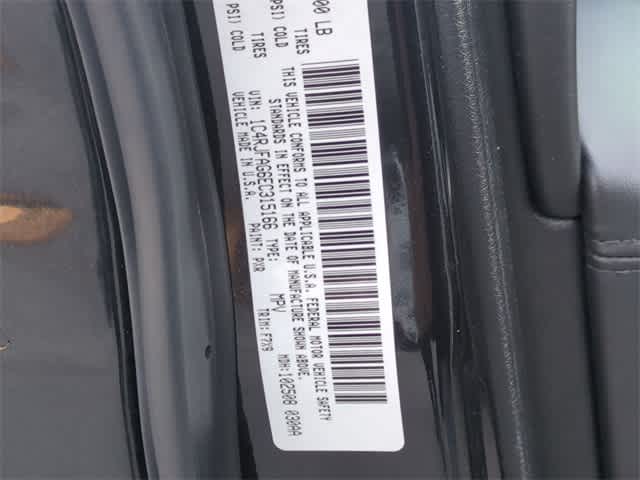 00 LB
TIRES TIRES
PSI) COLD PSI) COLD
THIS VEHICLE CONFORMS TO ALL APPLICABLE U.S.A. FEDERAL MOTOR VEHICLE SAFETY
STANDARDS IN EFFECT ON THE DATE OF MANUFACTURE SHOWN ABOVE.
VIN: 1C4RJFAG6EC315166 TYPE: MPV MDH:102508 030AA
VEHICLE MADE IN U.S.A. PAINT: PXR TRIM:F7X9